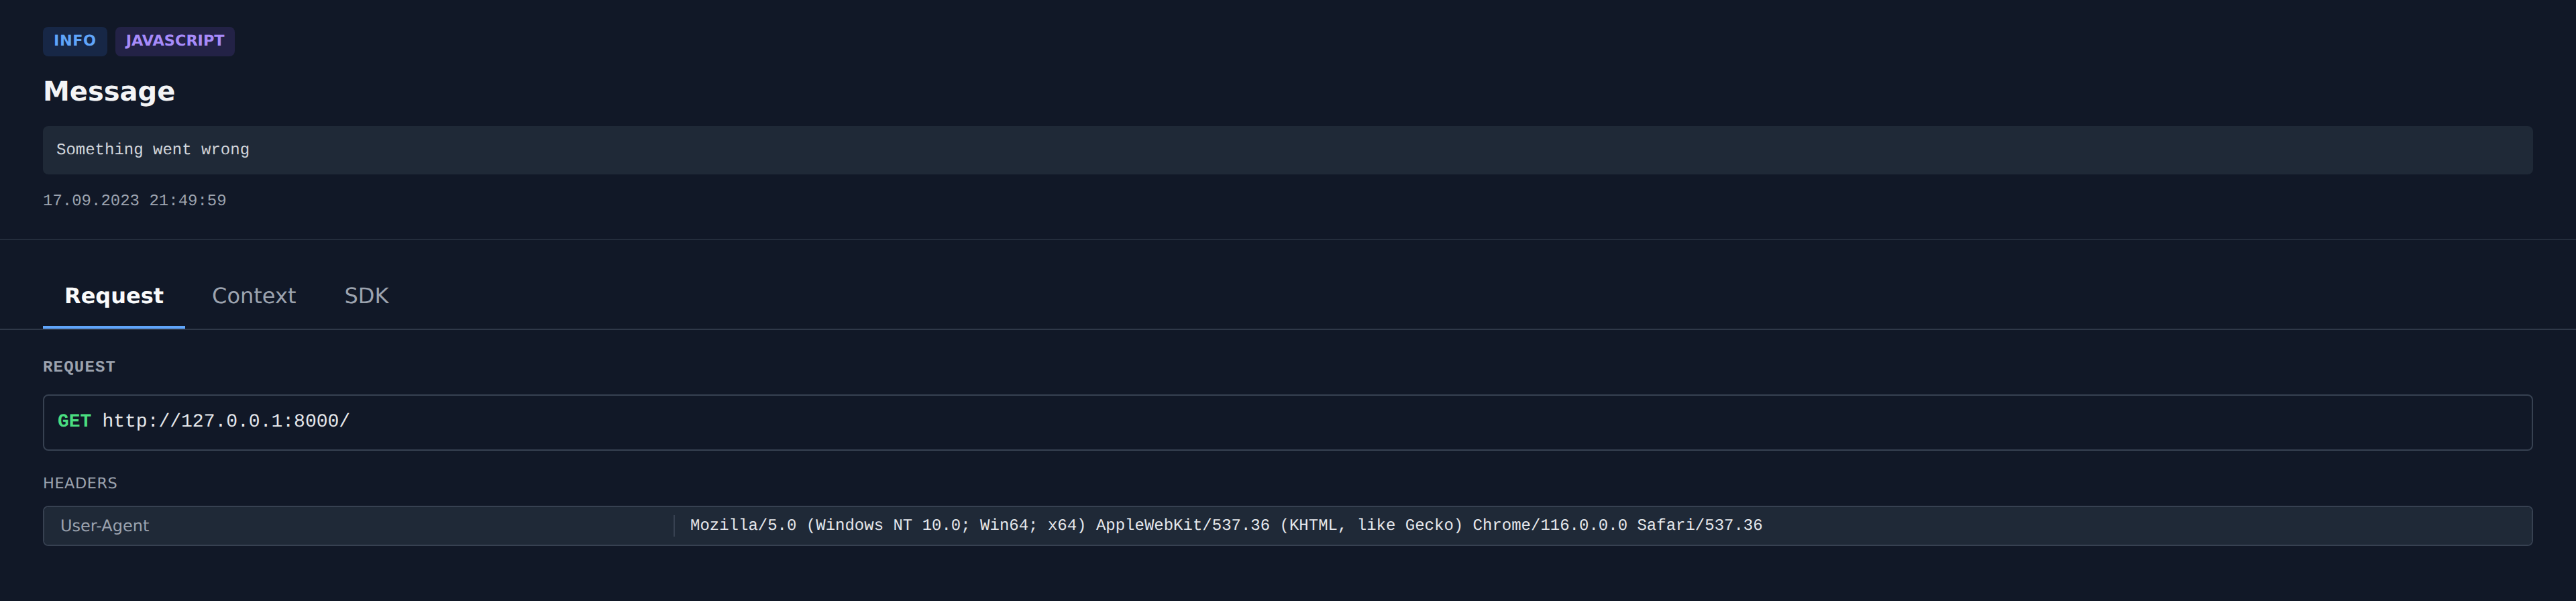 INFO JAVASCRIPT
Message
Something went wrong
17.09.2023 21:49:59
Request Context SDK
REQUEST
GET http://127.0.0.1:8000/
HEADERS
User-Agent Mozilla/5.0 (Windows NT 10.0; Win64; x64) AppleWebKit/537.36 (KHTML, like Gecko) Chrome/116.0.0.0 Safari/537.36